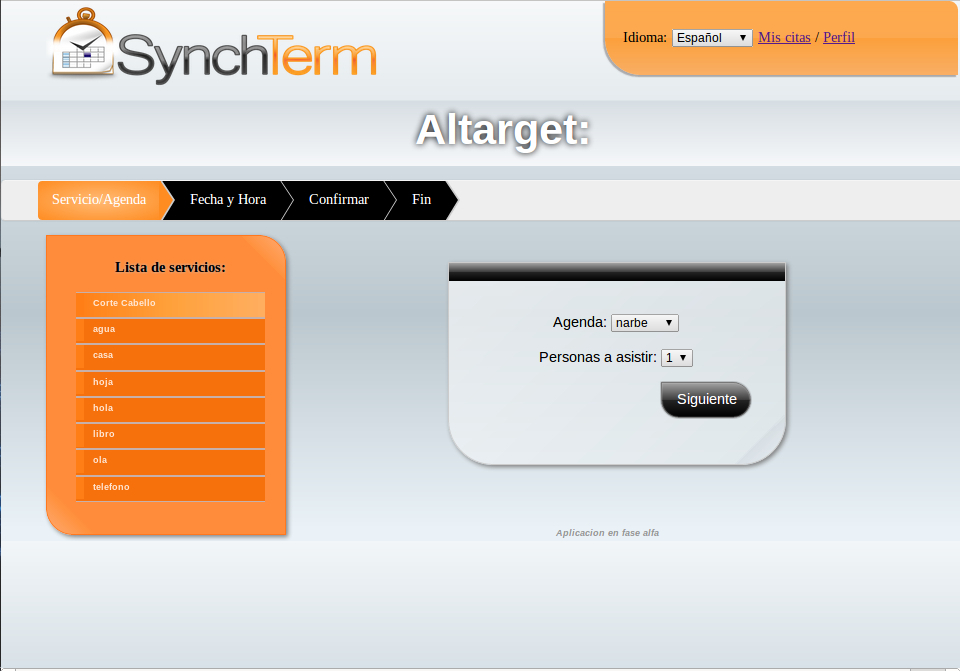 SynchTerm
Idioma: Español Mis citas / Perfil
Altarget:
Servicio/Agenda Fecha y Hora Confirmar Fin
Lista de servicios:
Corte Cabello
agua
casa
hoja
hola
libro
ola
telefono
Agenda: narbe
Personas a asistir: 1
Siguiente
Aplicacion en fase alfa